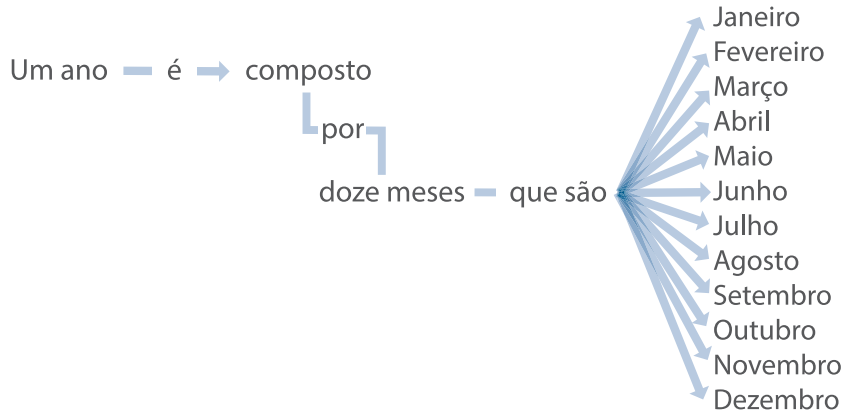 Um ano é composto
por
doze meses que são
Janeiro
Fevereiro
Março
Abril
Maio
Junho
Julho
Agosto
Setembro
Outubro
Novembro
Dezembro